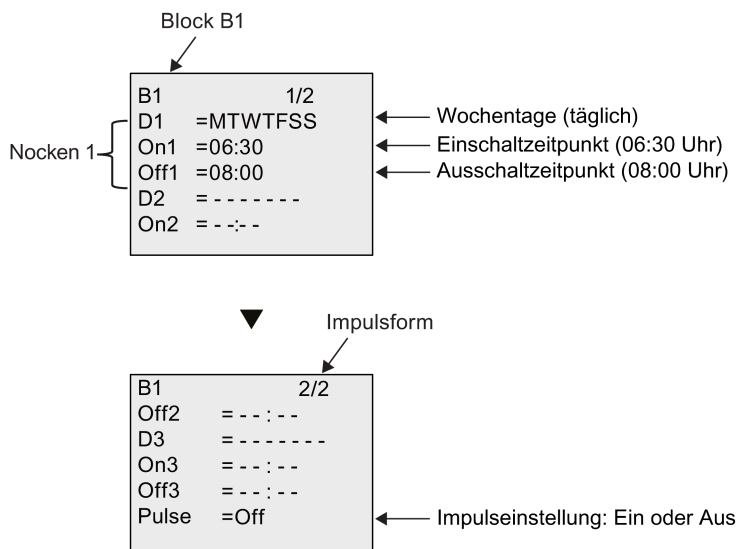 Block B1
B1 1/2
D1 =MTWTFSS
Wochentage (täglich)
On1 =06:30
Einschaltzeitpunkt (06:30 Uhr)
Nocken 1
Off1 =08:00
Ausschaltzeitpunkt (08:00 Uhr)
D2 = - - - - - - -
On2 = - -:- -
Impulsform
B1 2/2
Off2 = - - : - -
D3 = - - - - - - -
On3 = - - : - -
Off3 = - - : - -
Pulse =Off
Impulseinstellung: Ein oder Aus